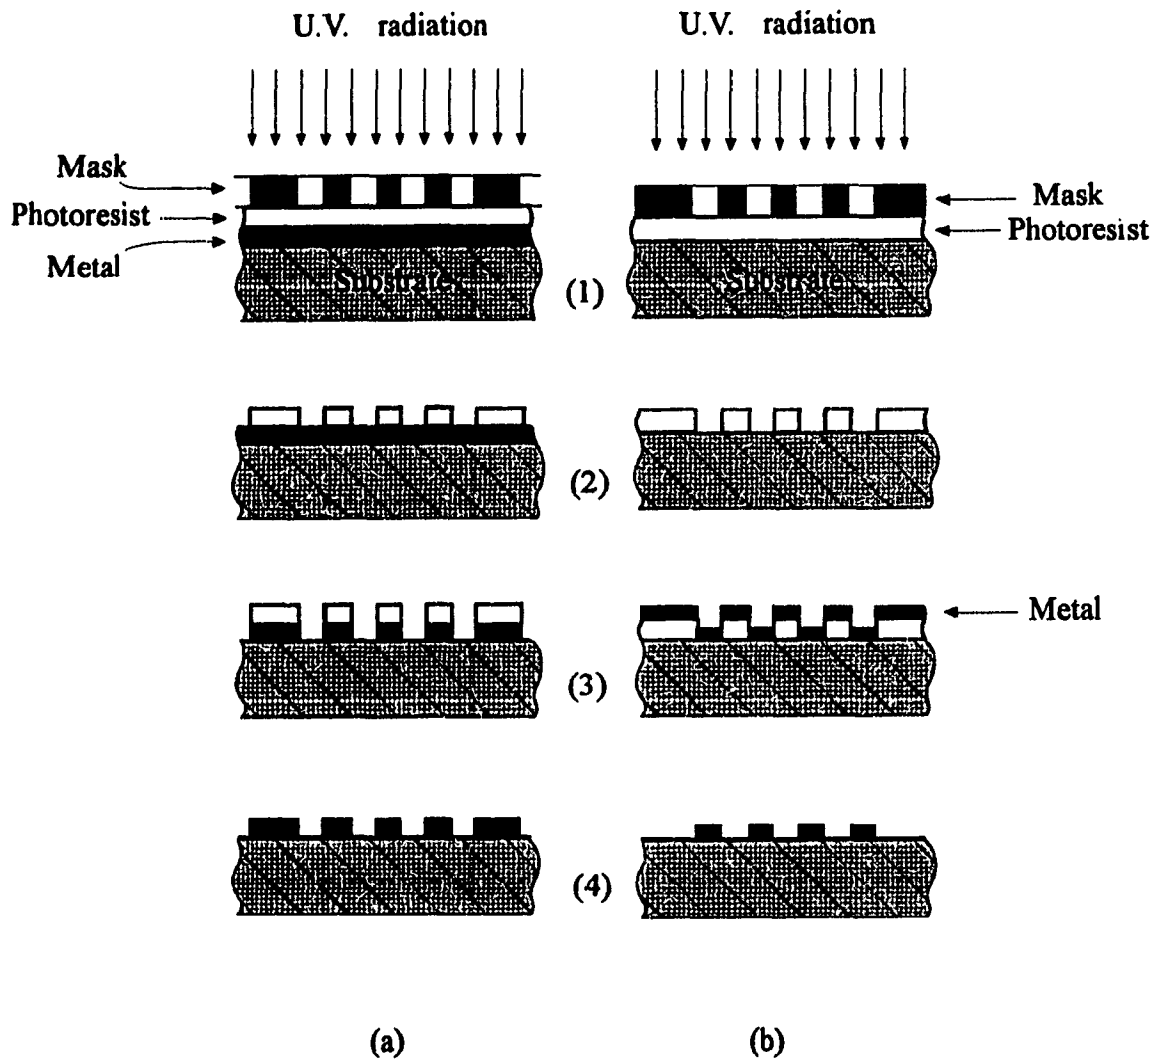 U.V. radiation
U.V. radiation
Mask
Photoresist
Metal
Substrate
(1)
Substrate
Mask
Photoresist
(2)
(3)
Metal
(4)
(a)
(b)